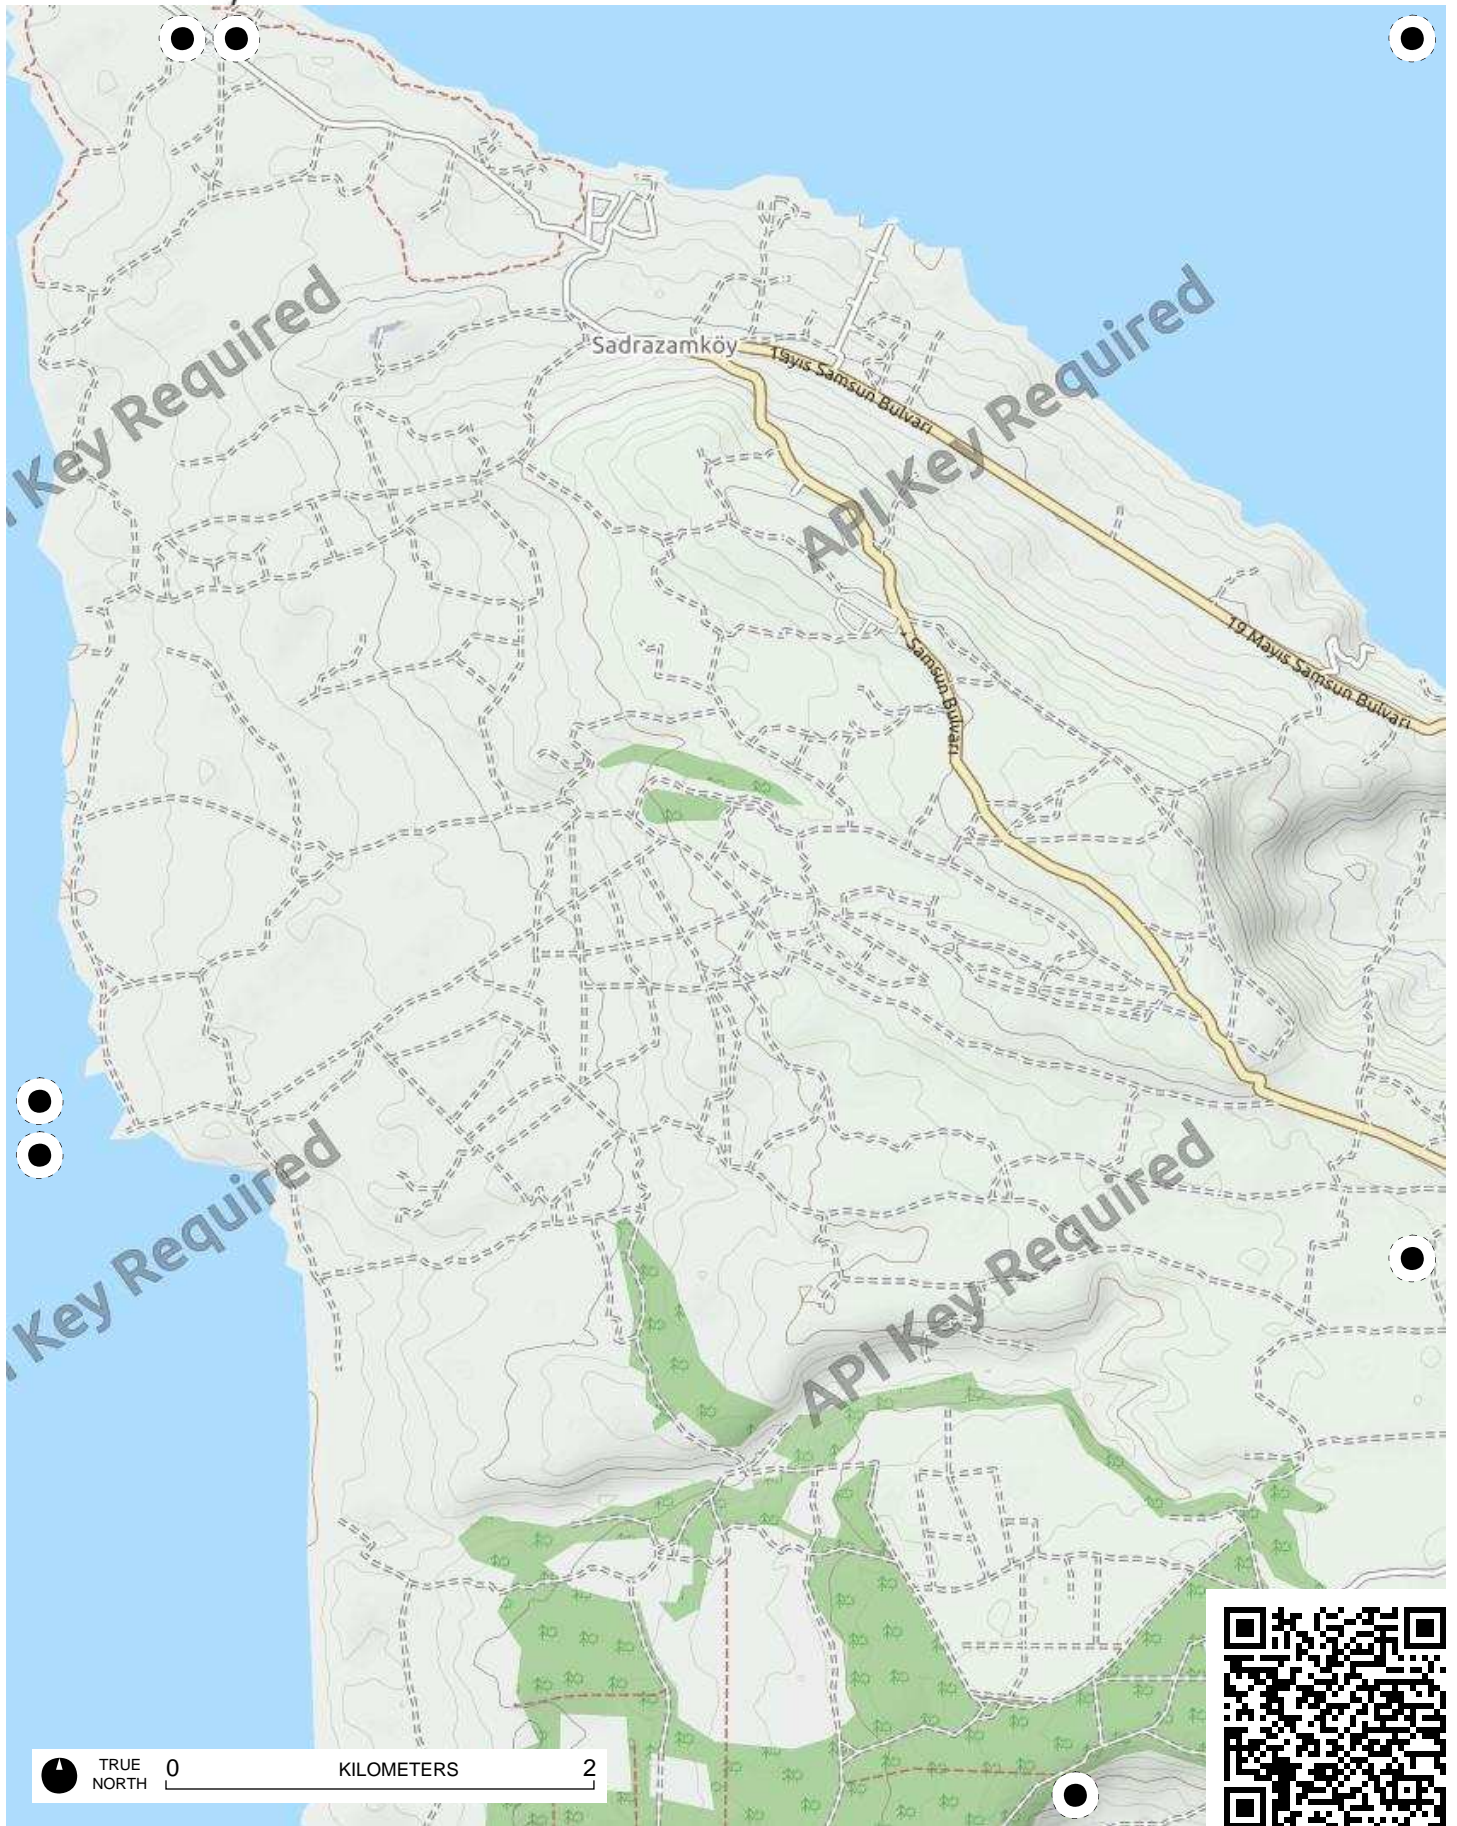 API Key Required
Key Required
Sadrazamköy
19 Mayıs Samsun Bulvarı
Samsun Bulvarı
19 Mayıs Samsun Bulvarı
Key Required
API Key Required
TRUE NORTH
0 KILOMETERS 2